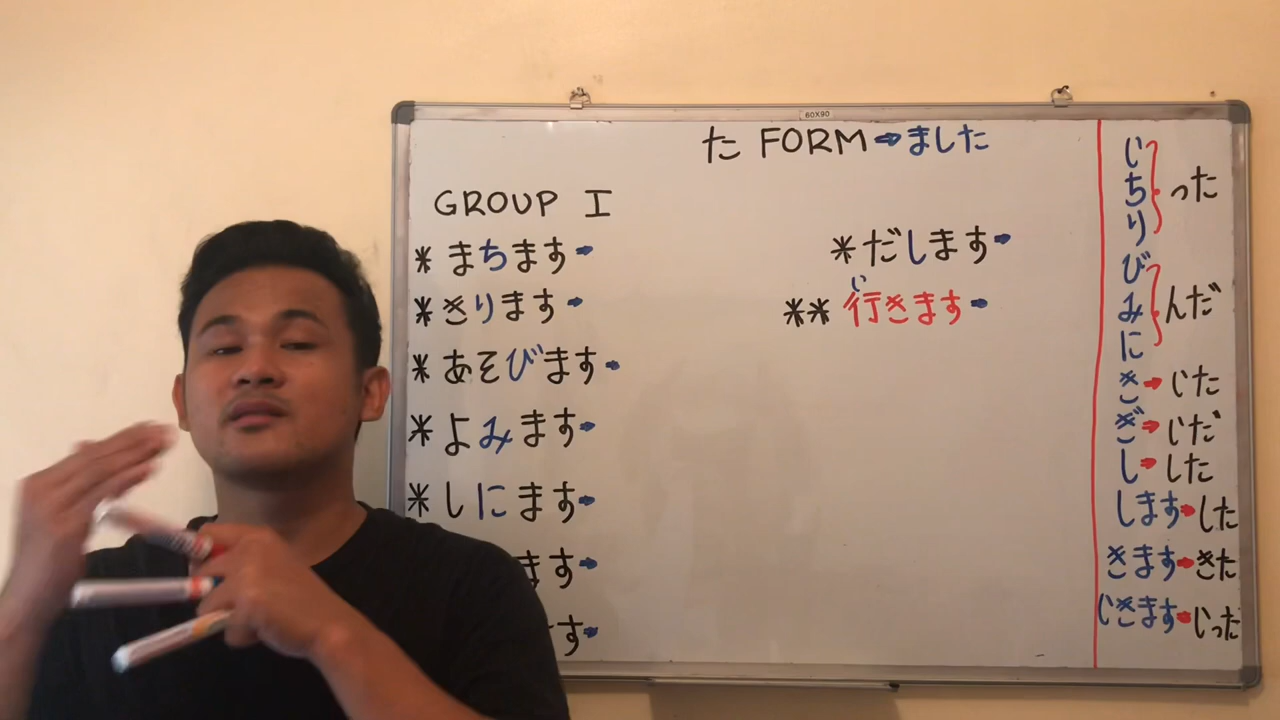 60X90
た FORM➡ました
GROUP I
* まちます➡
* きります➡
* あそびます➡
* よみます➡
* しにます➡
ます➡
す➡
* だします➡
い
** 行きます➡
い
ち
り
った
び
み
に
んだ
き➡いた
ぎ➡いだ
し➡した
します➡した
きます➡きた
いきます➡いった